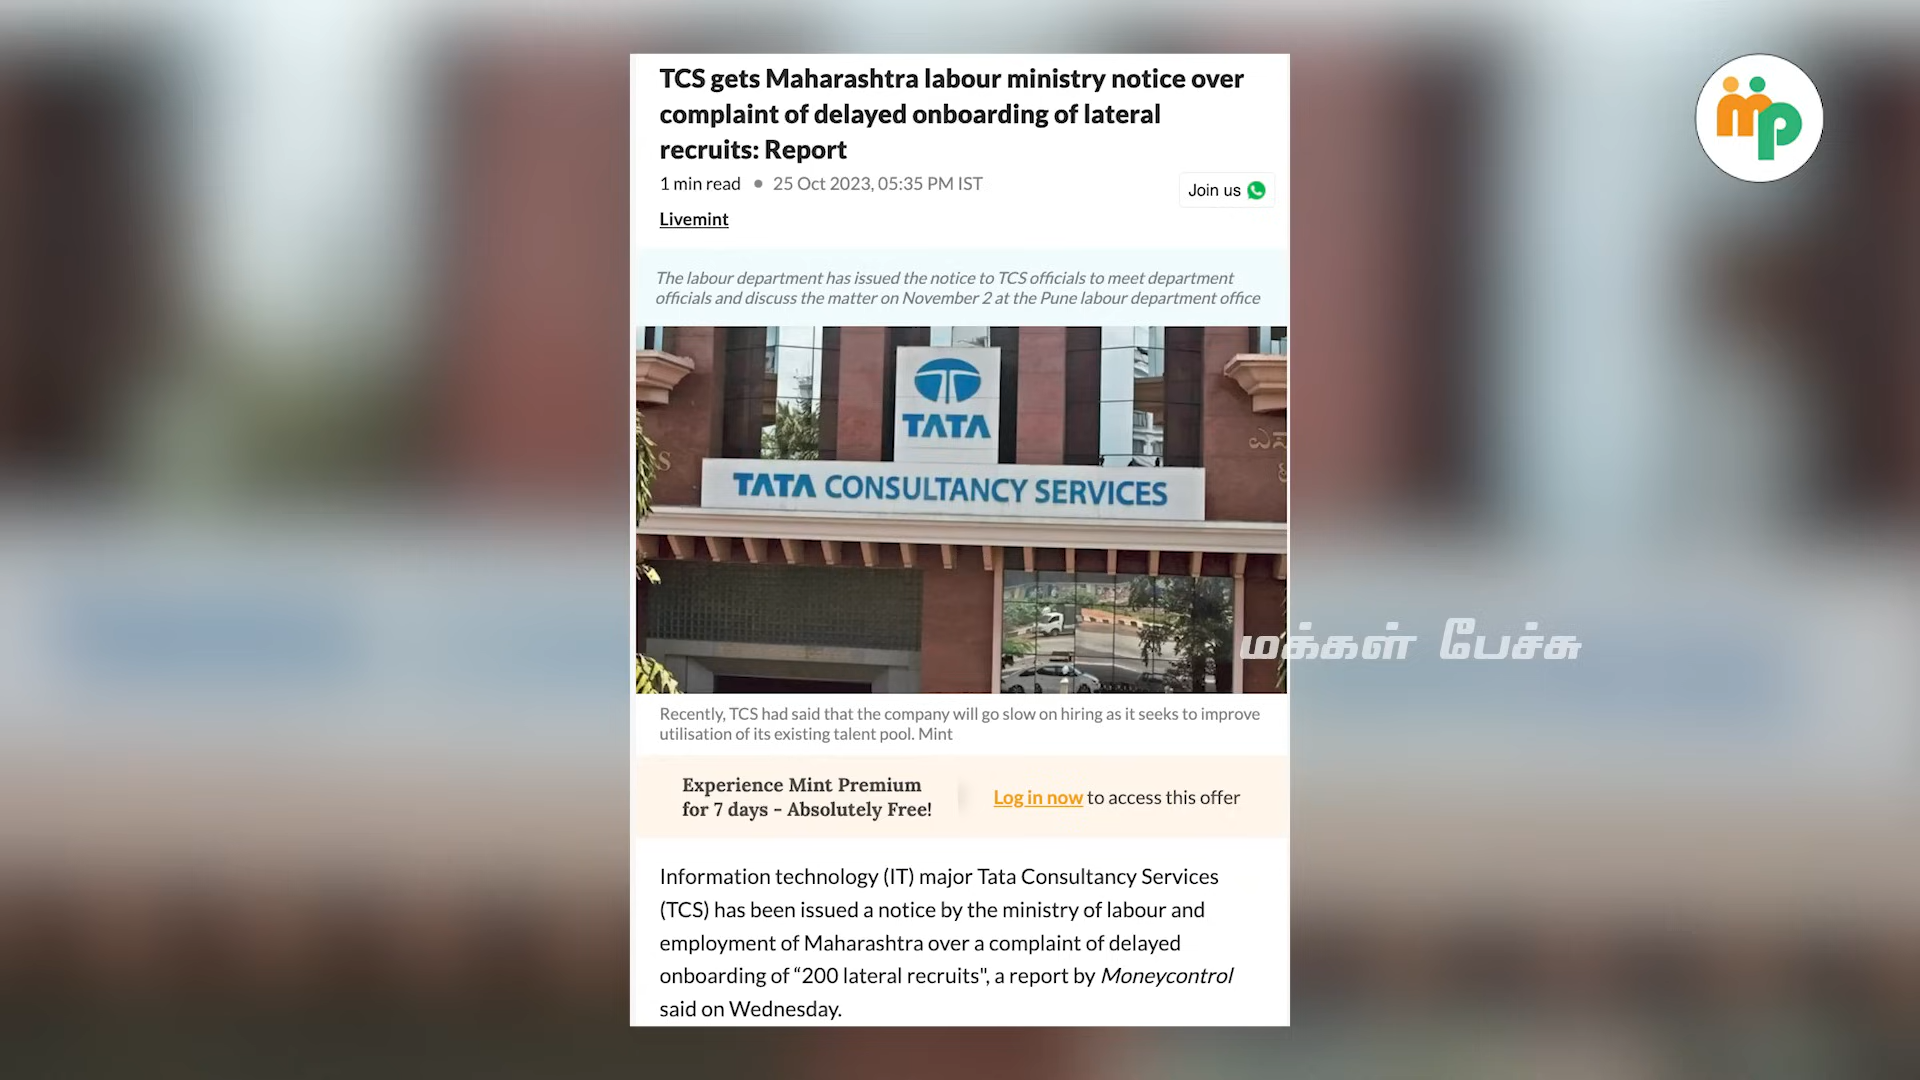 TCS gets Maharashtra labour ministry notice over
complaint of delayed onboarding of lateral
recruits: Report
1 min read • 25 Oct 2023, 05:35 PM IST
Join us
Livemint
The labour department has issued the notice to TCS officials to meet department
officials and discuss the matter on November 2 at the Pune labour department office
TATA
TATA CONSULTANCY SERVICES
மக்கள் பேச்சு
Recently, TCS had said that the company will go slow on hiring as it seeks to improve
utilisation of its existing talent pool. Mint
Experience Mint Premium
for 7 days - Absolutely Free!
Log in now to access this offer
Information technology (IT) major Tata Consultancy Services
(TCS) has been issued a notice by the ministry of labour and
employment of Maharashtra over a complaint of delayed
onboarding of “200 lateral recruits", a report by Moneycontrol
said on Wednesday.
mp